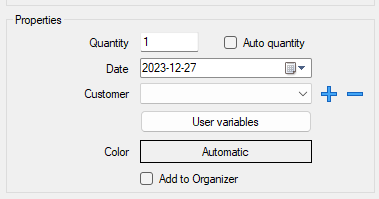 Properties
Quantity 1 Auto quantity
Date 2023-12-27
Customer
User variables
Color Automatic
Add to Organizer